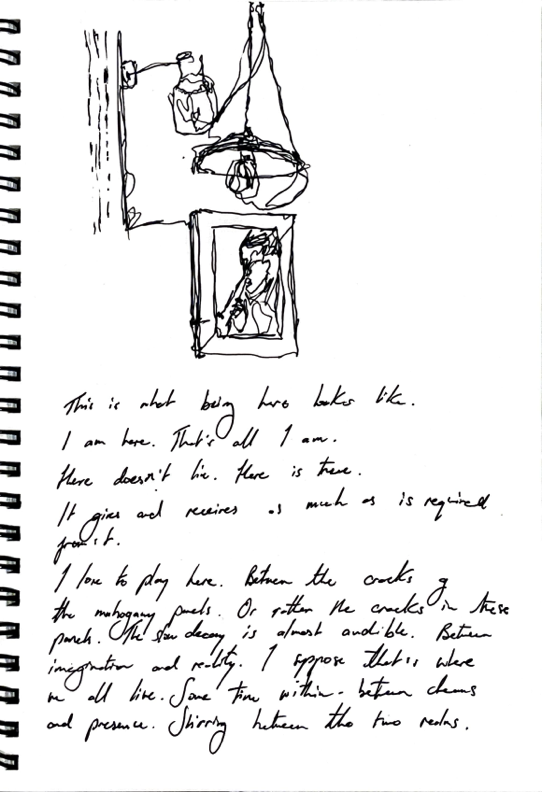 This is what being here looks like.
I am here. That's all I am.
Here doesn't lie. Here is true.
It gives and receives as much as is required
from it.
I love to play here. Between the cracks of
the mahogany panels. Or rather the cracks in these
panels. The slow decay is almost audible. Between
imagination and reality. I suppose that's where
we all live. Some time within - between dreams
and presence. Skirring between the two realms.